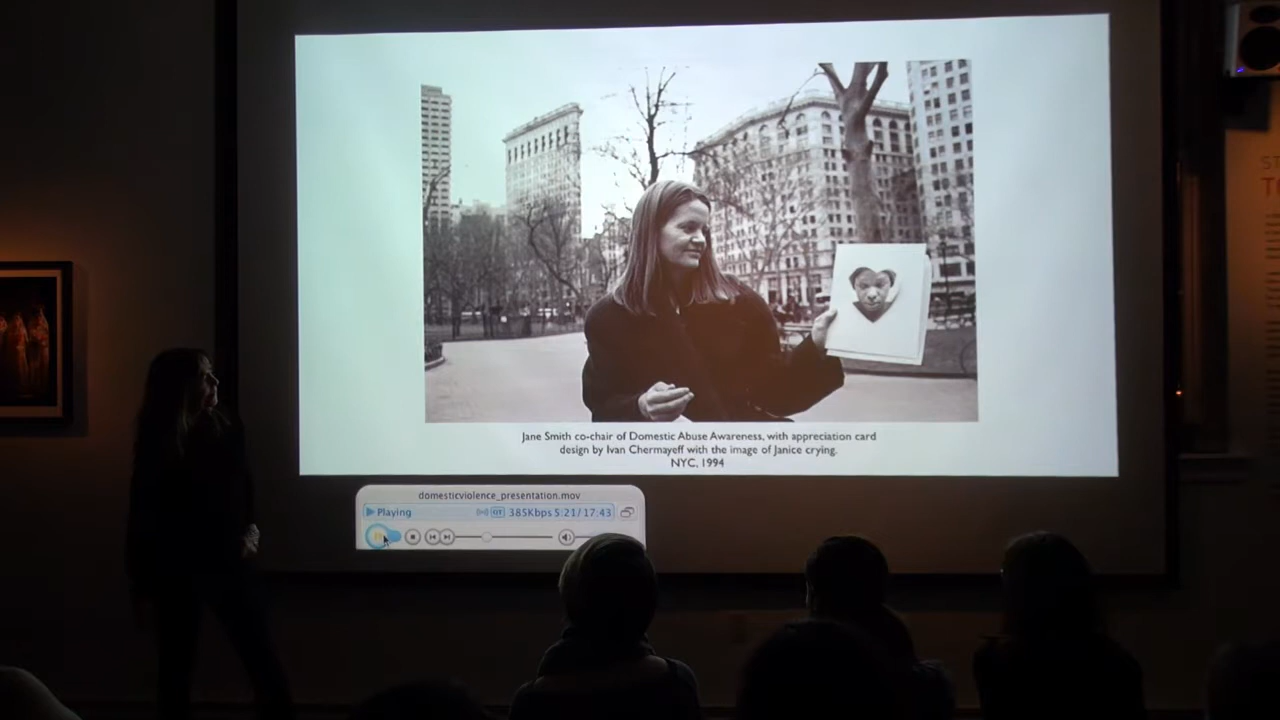 Jane Smith co-chair of Domestic Abuse Awareness, with appreciation card
design by Ivan Chermayeff with the image of Janice crying.
NYC, 1994
domesticviolence_presentation.mov
Playing
QT 385Kbps 5:21/17:43